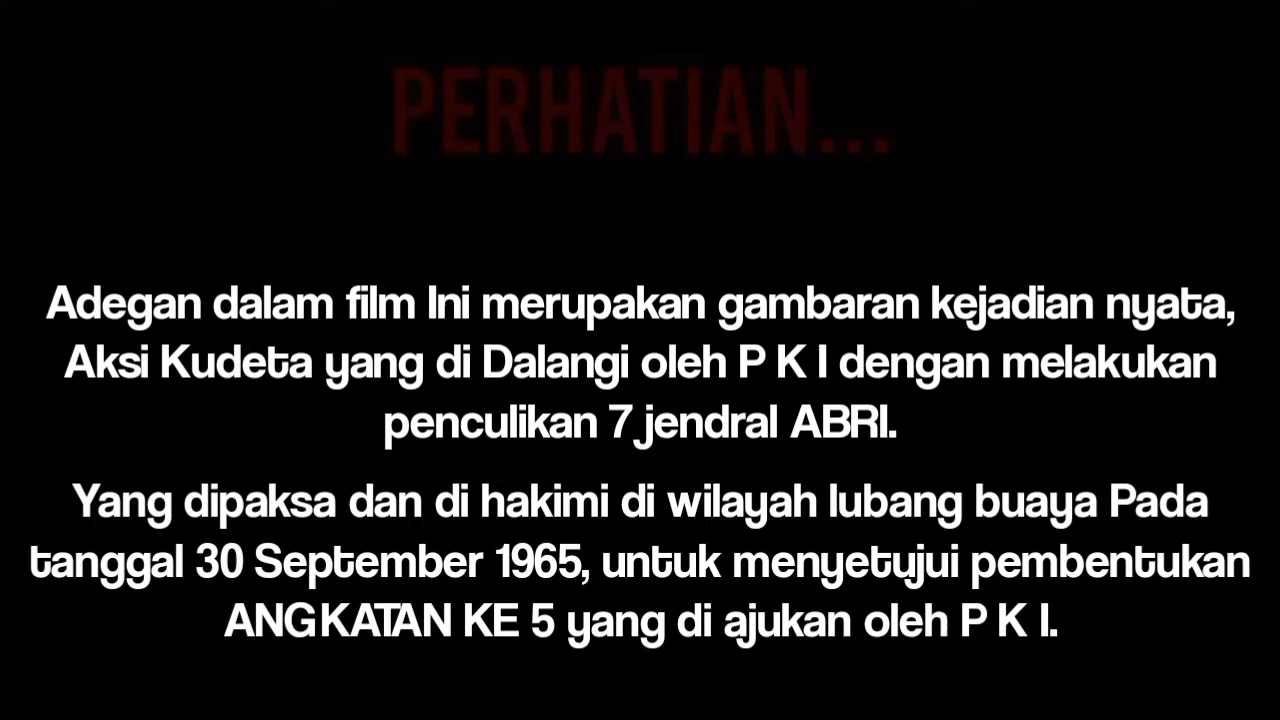 PERHATIAN...
Adegan dalam film Ini merupakan gambaran kejadian nyata,
Aksi Kudeta yang di Dalangi oleh P K I dengan melakukan
penculikan 7 jendral ABRI.
Yang dipaksa dan di hakimi di wilayah lubang buaya Pada
tanggal 30 September 1965, untuk menyetujui pembentukan
ANGKATAN KE 5 yang di ajukan oleh P K I.